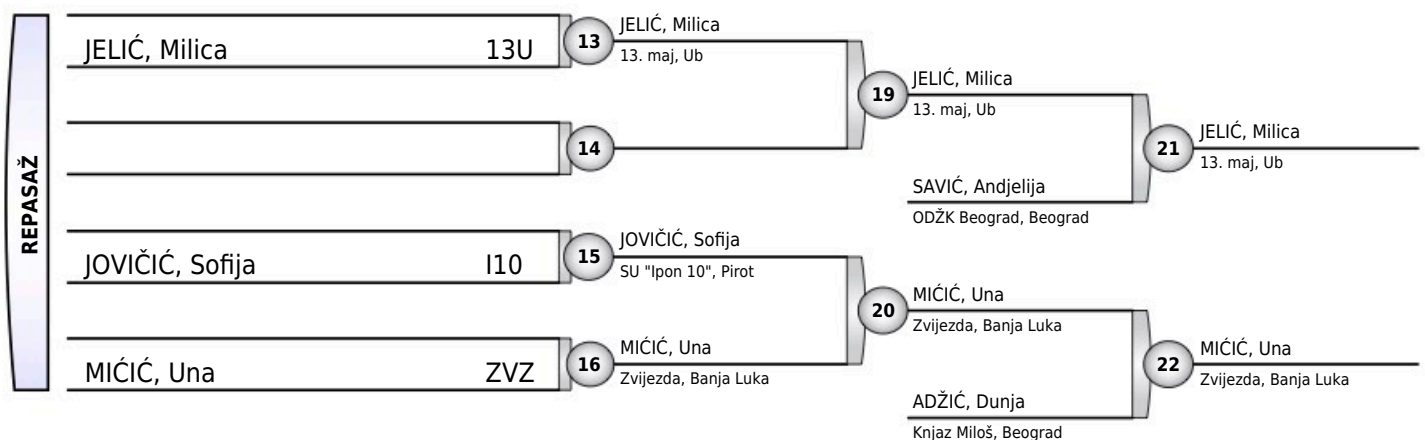 REPASAŽ
JELIĆ, Milica 13U
13
JELIĆ, Milica
13. maj, Ub
14
JOVIČIĆ, Sofija I10
15
JOVIČIĆ, Sofija
SU "Ipon 10", Pirot
MIĆIĆ, Una ZVZ
16
MIĆIĆ, Una
Zvijezda, Banja Luka
19
JELIĆ, Milica
13. maj, Ub
SAVIĆ, Andjelija
ODŽK Beograd, Beograd
20
MIĆIĆ, Una
Zvijezda, Banja Luka
ADŽIĆ, Dunja
Knjaz Miloš, Beograd
21
JELIĆ, Milica
13. maj, Ub
22
MIĆIĆ, Una
Zvijezda, Banja Luka